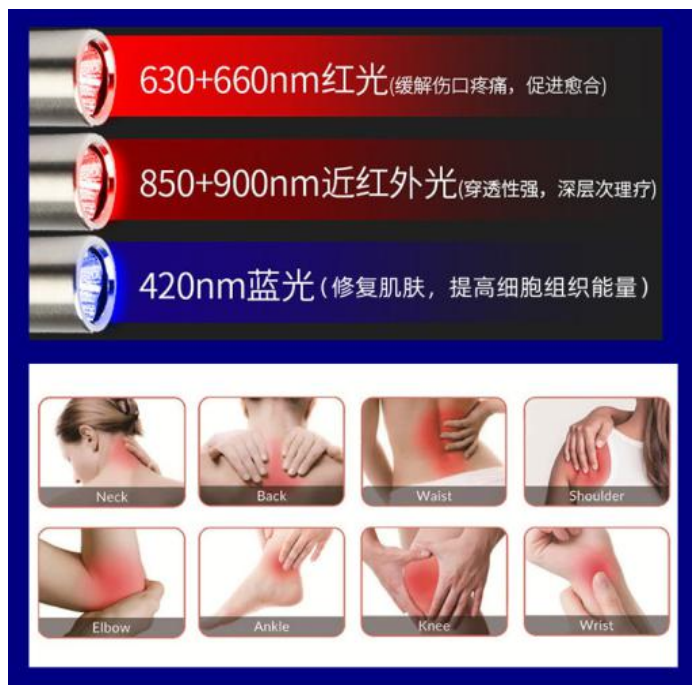 630+660nm红光(缓解伤口疼痛，促进愈合)
850+900nm近红外光(穿透性强，深层次理疗)
420nm蓝光(修复肌肤，提高细胞组织能量)
Neck
Back
Waist
Shoulder
Elbow
Ankle
Knee
Wrist